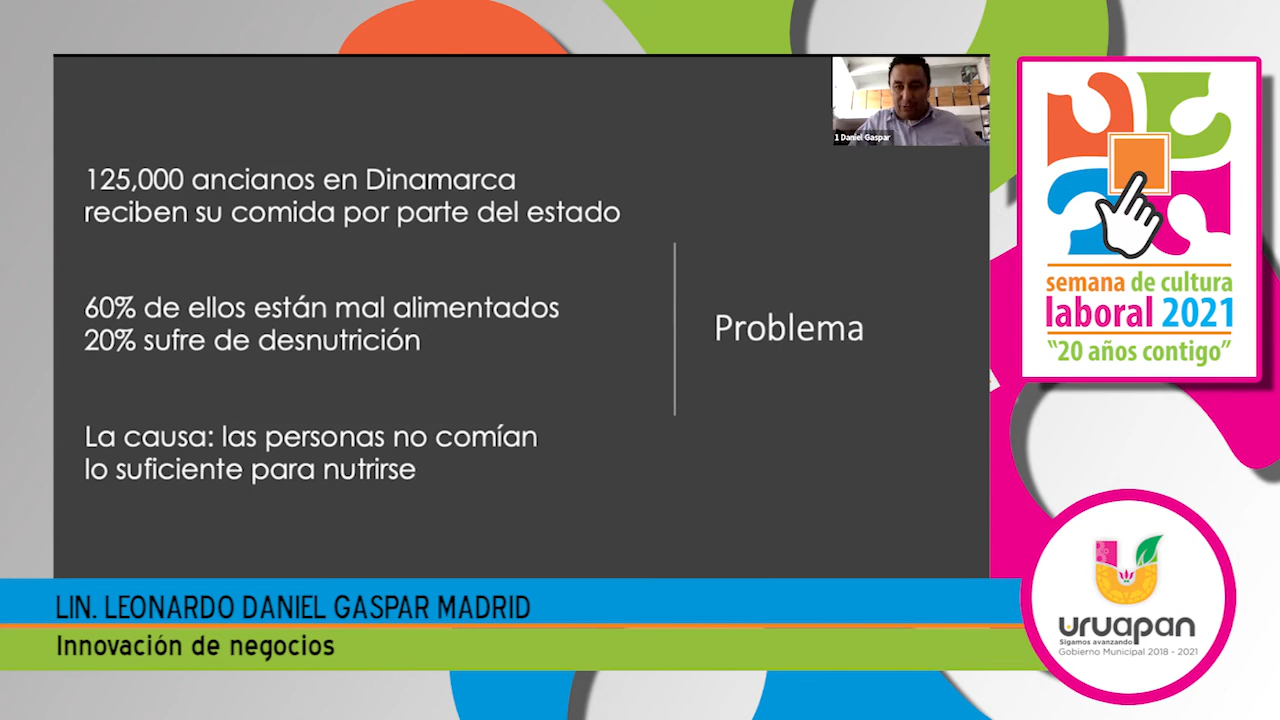 125,000 ancianos en Dinamarca
reciben su comida por parte del estado
60% de ellos están mal alimentados
20% sufre de desnutrición
La causa: las personas no comían
lo suficiente para nutrirse
Problema
1 Daniel Gaspar
semana de cultura
laboral 2021
“20 años contigo”
LIN. LEONARDO DANIEL GASPAR MADRID
Innovación de negocios
uruapan
Sigamos avanzando
Gobierno Municipal 2018 - 2021